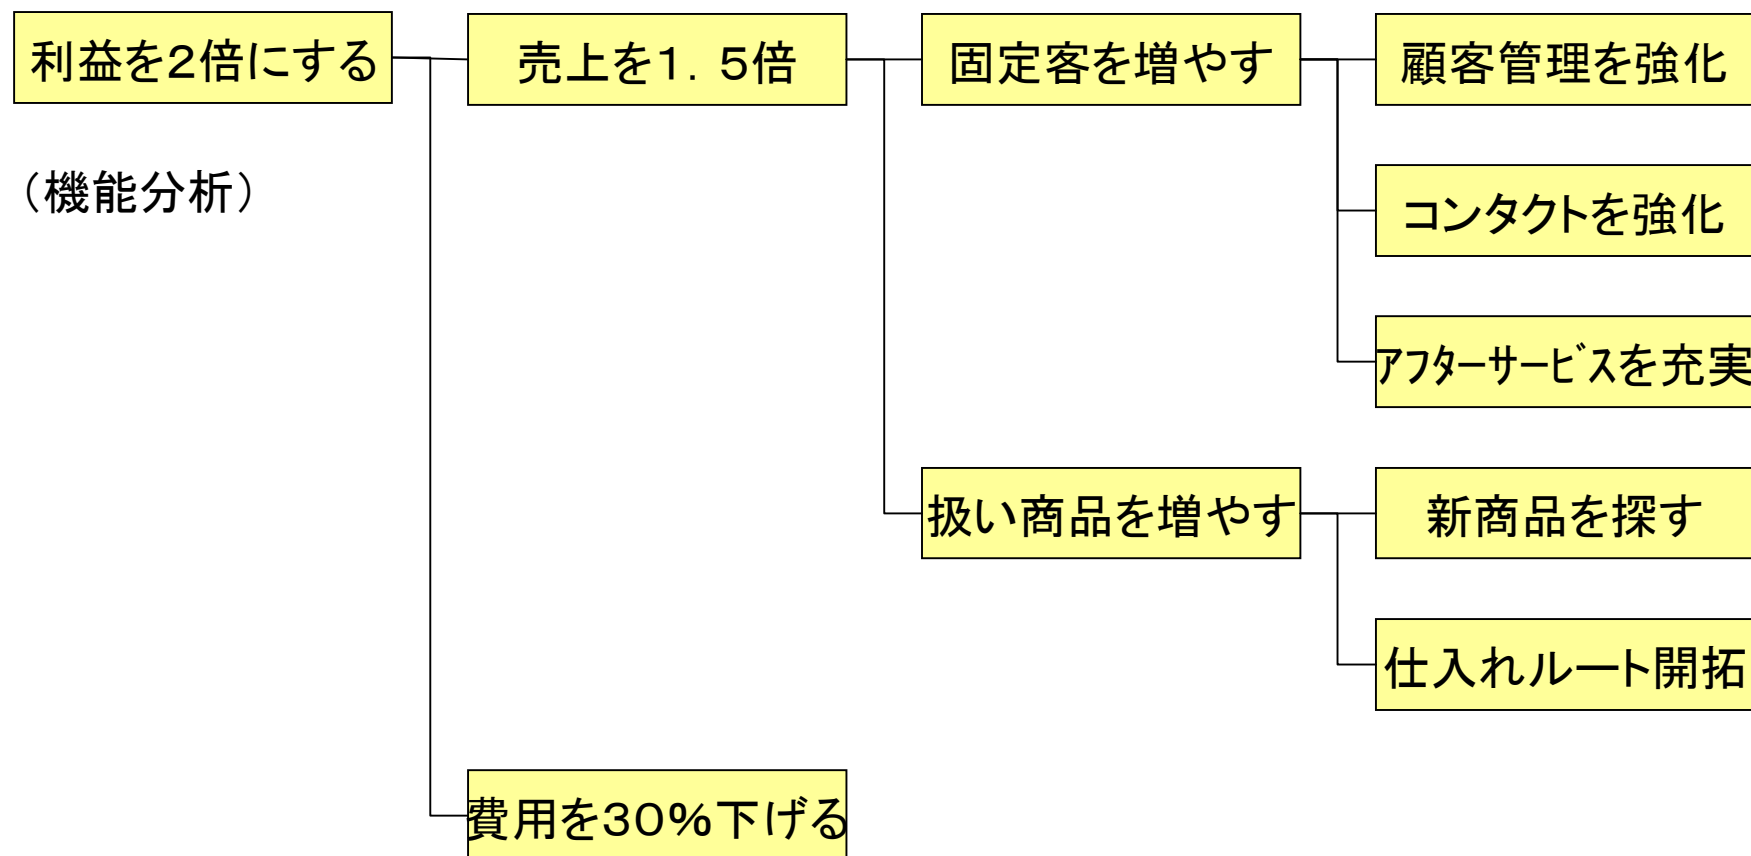 利益を2倍にする
売上を1．5倍
固定客を増やす
顧客管理を強化
（機能分析）
コンタクトを強化
ｱﾌﾀｰｻｰﾋﾞｽを充実
扱い商品を増やす
新商品を探す
仕入れルート開拓
費用を30%下げる